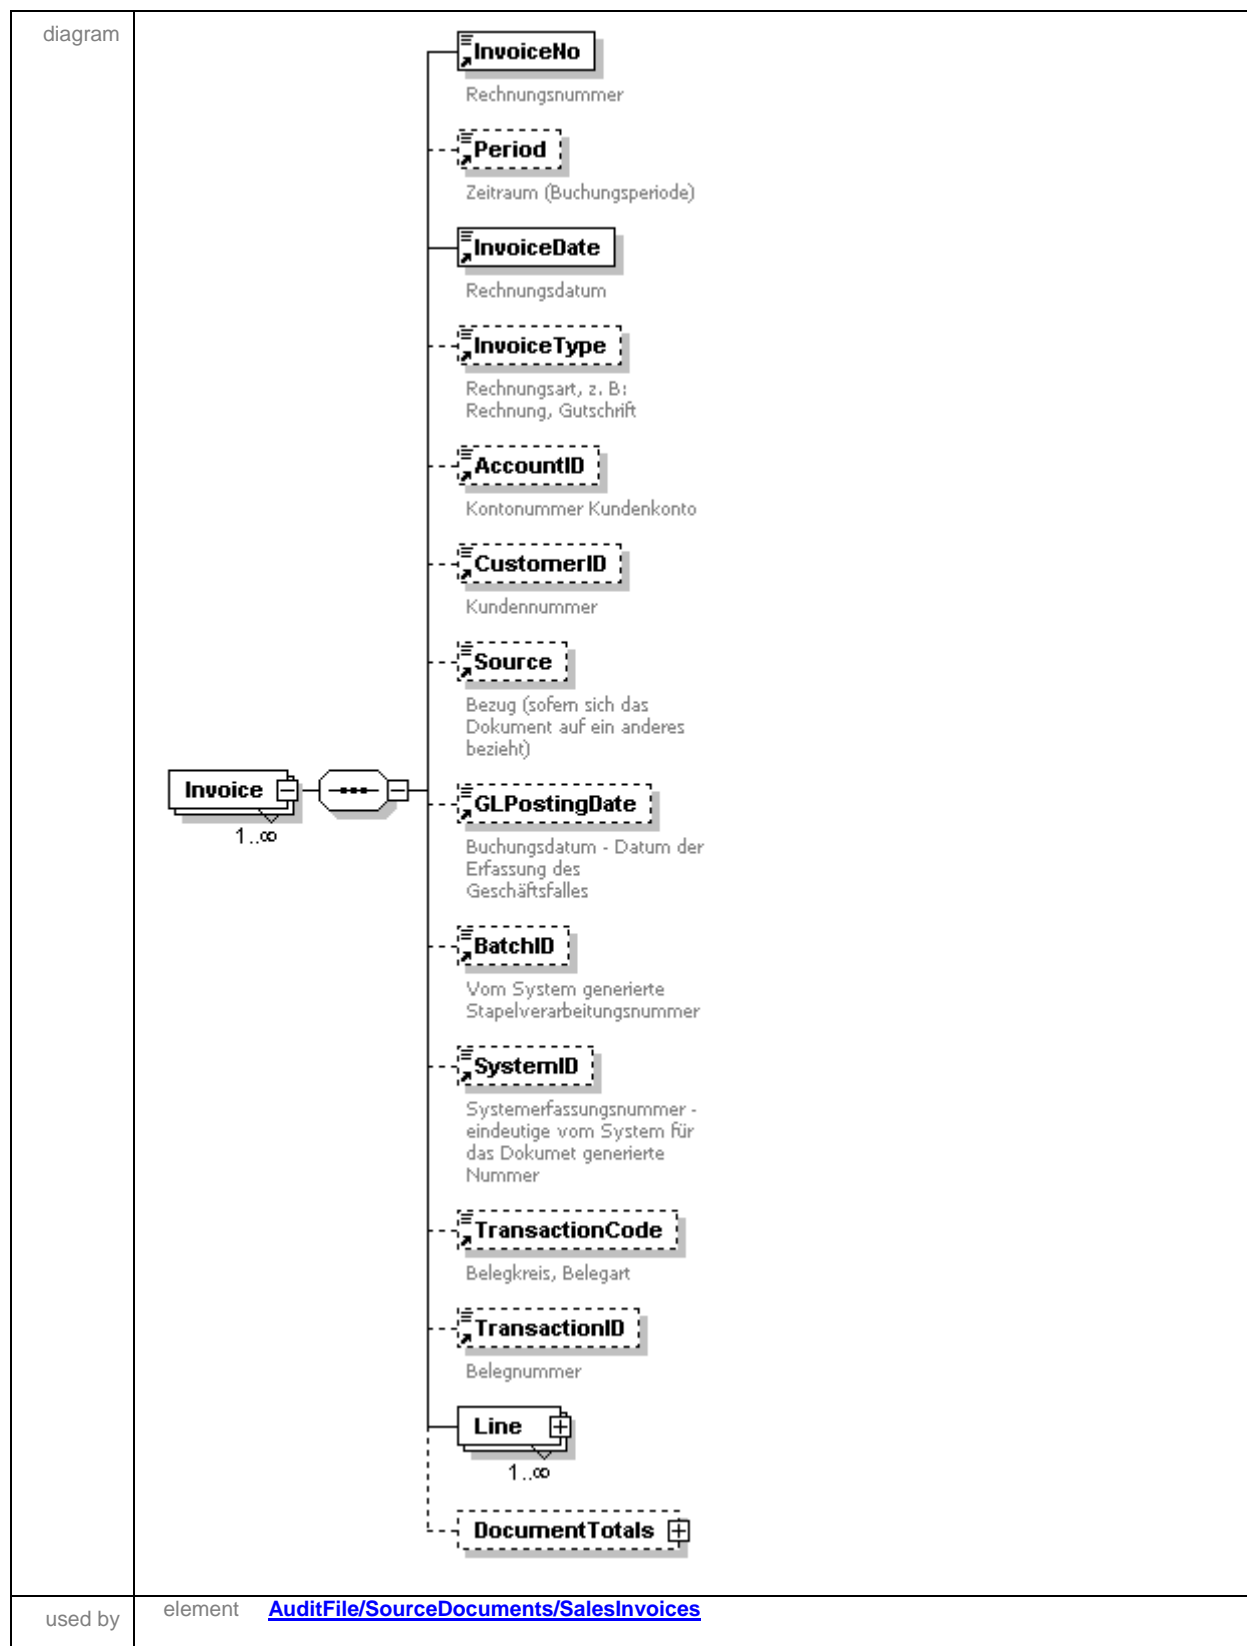 diagram
InvoiceNo
Rechnungsnummer
Period
Zeitraum (Buchungsperiode)
InvoiceDate
Rechnungsdatum
InvoiceType
Rechnungsart, z. B:
Rechnung, Gutschrift
AccountID
Kontonummer Kundenkonto
CustomerID
Kundennummer
Source
Bezug (sofern sich das
Dokument auf ein anderes
bezieht)
Invoice
1..∞
GLPostingDate
Buchungsdatum - Datum der
Erfassung des
Geschäftsfalles
BatchID
Vom System generierte
Stapelverarbeitungsnummer
SystemID
Systemerfassungsnummer -
eindeutige vom System für
das Dokumet generierte
Nummer
TransactionCode
Belegkreis, Belegart
TransactionID
Belegnummer
Line
1..∞
DocumentTotals
used by element AuditFile/SourceDocuments/SalesInvoices